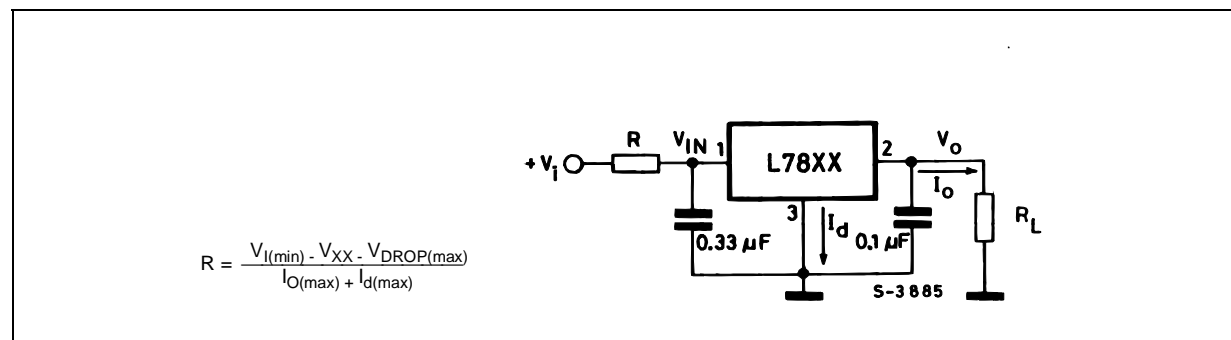 R
V_IN
1
L78XX
2
V_O
+ V_i
I_O
3
I_d
R_L
0.33 µF
0.1 µF
R = V_I(min) - V_XX - V_DROP(max)
I_O(max) + I_d(max)
S-3885